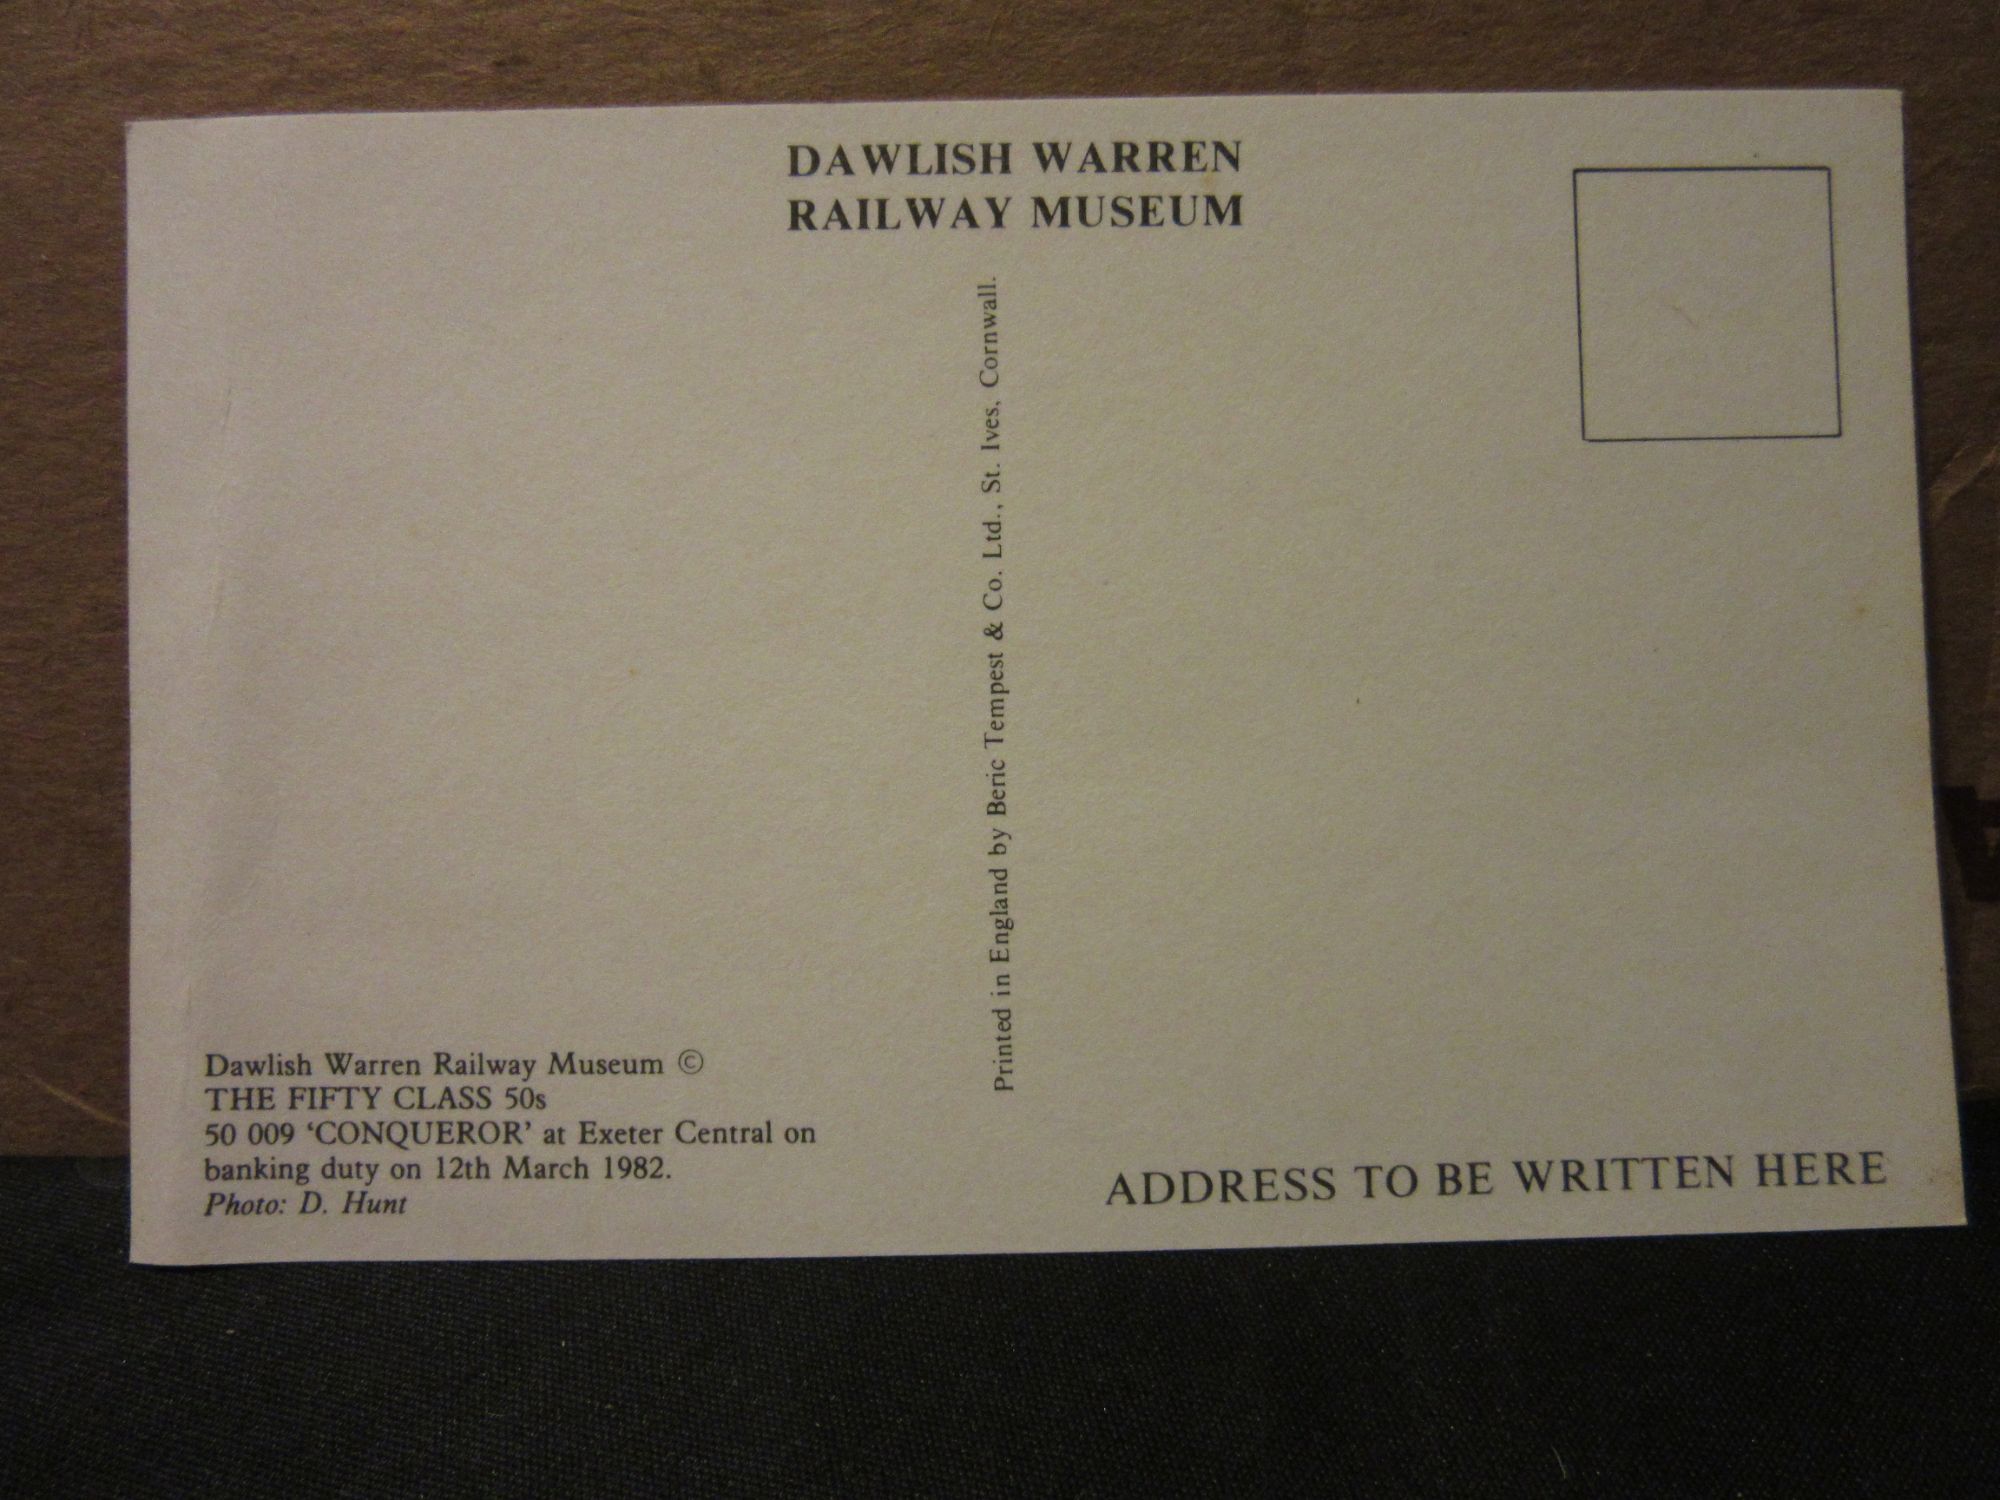 DAWLISH WARREN
RAILWAY MUSEUM
Printed in England by Beric Tempest & Co. Ltd., St. Ives, Cornwall.
Dawlish Warren Railway Museum ©
THE FIFTY CLASS 50s
50 009 ‘CONQUEROR’ at Exeter Central on
banking duty on 12th March 1982.
Photo: D. Hunt
ADDRESS TO BE WRITTEN HERE